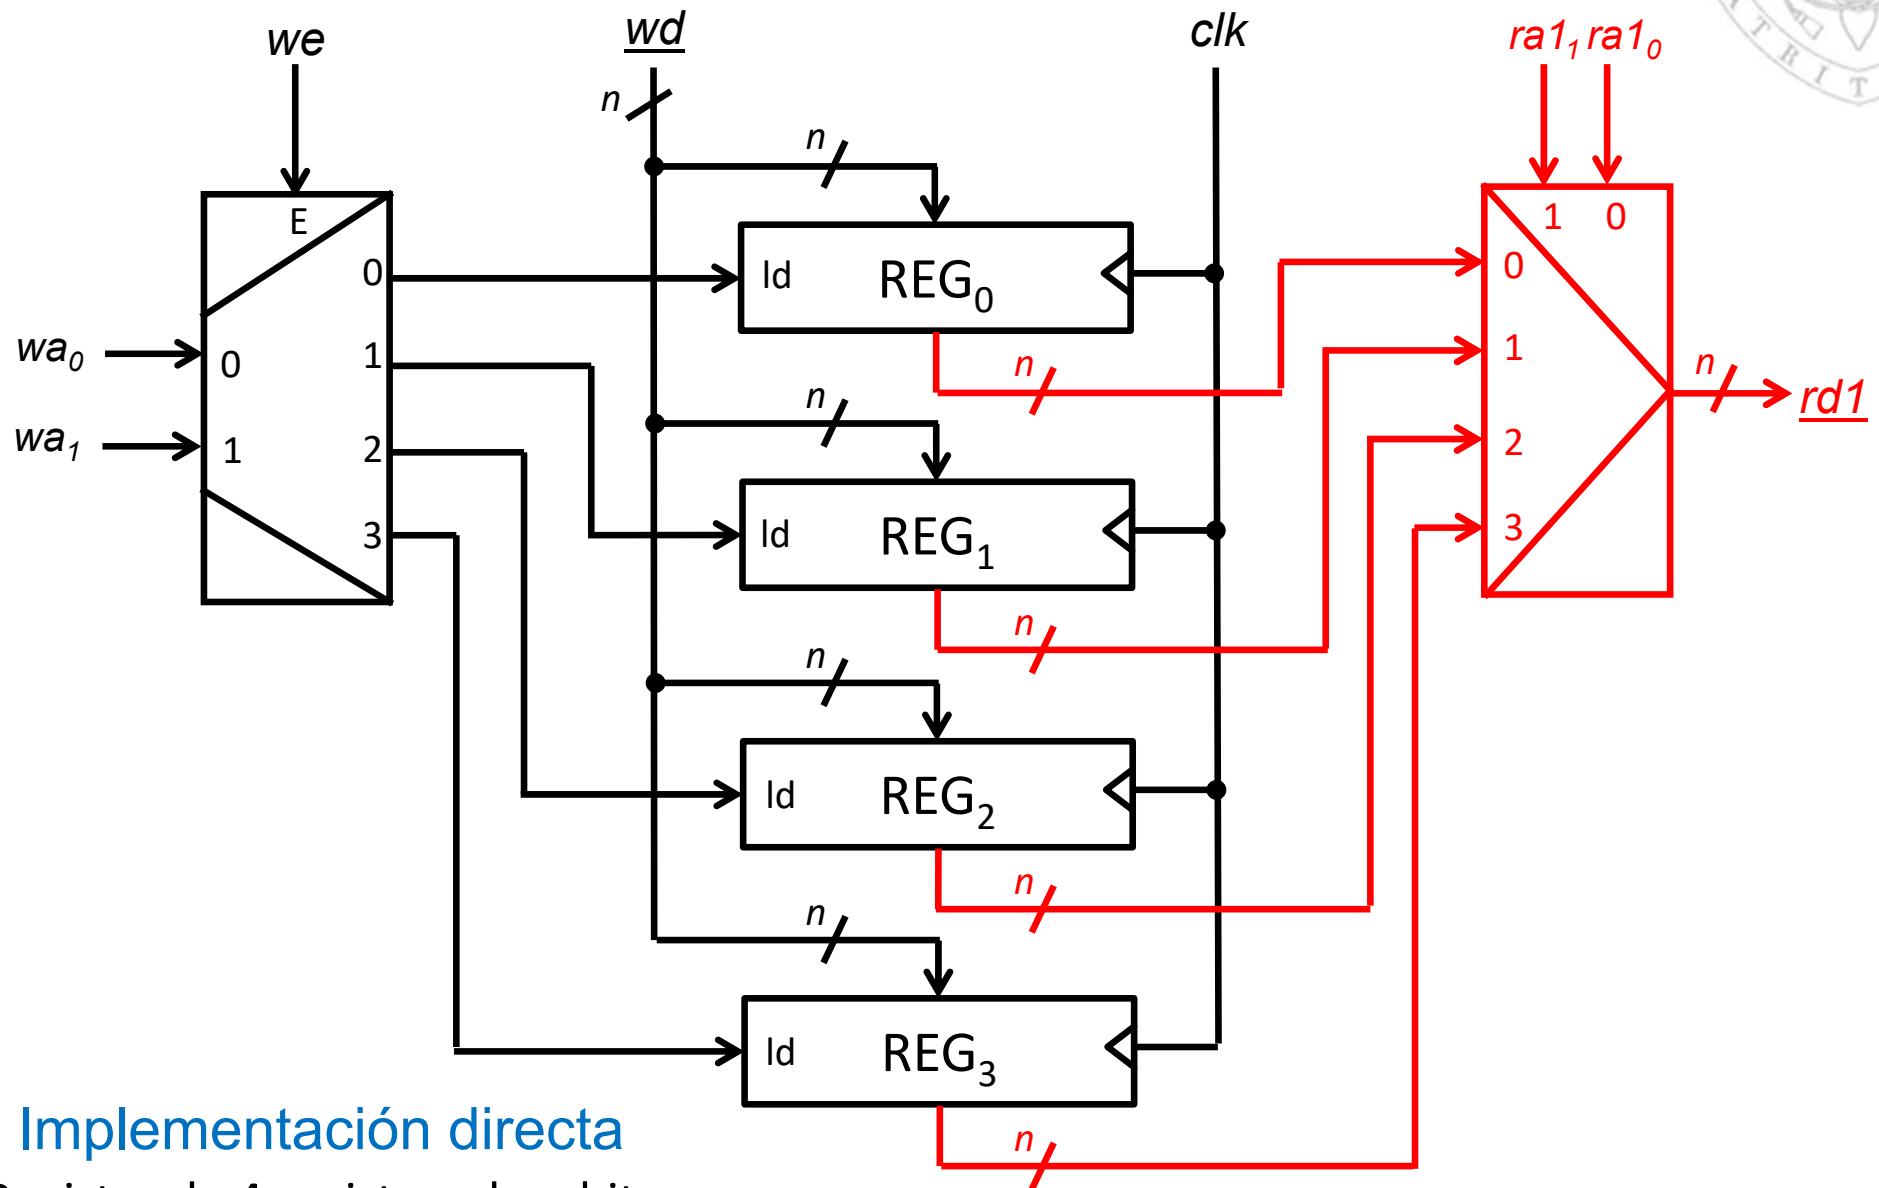 we
wd
clk
ra1₁ ra1₀
n
n
E
1 0
0
ld
REG₀
0
wa₀
0
1
n
1
n
rd1
n
wa₁
1
2
2
3
ld
REG₁
3
n
n
ld
REG₂
n
n
ld
REG₃
Implementación directa
n